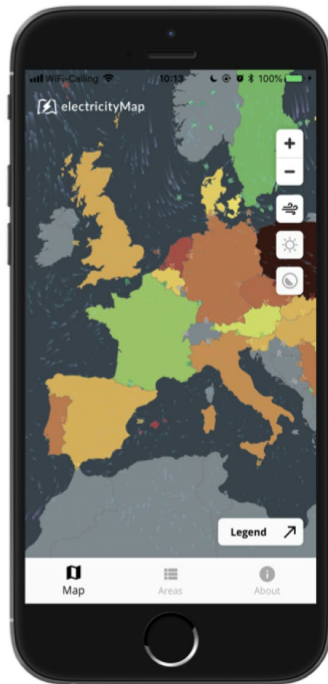 WiFi-Calling 10:13 100%
electricityMap
+
−
Legend
Map Areas About